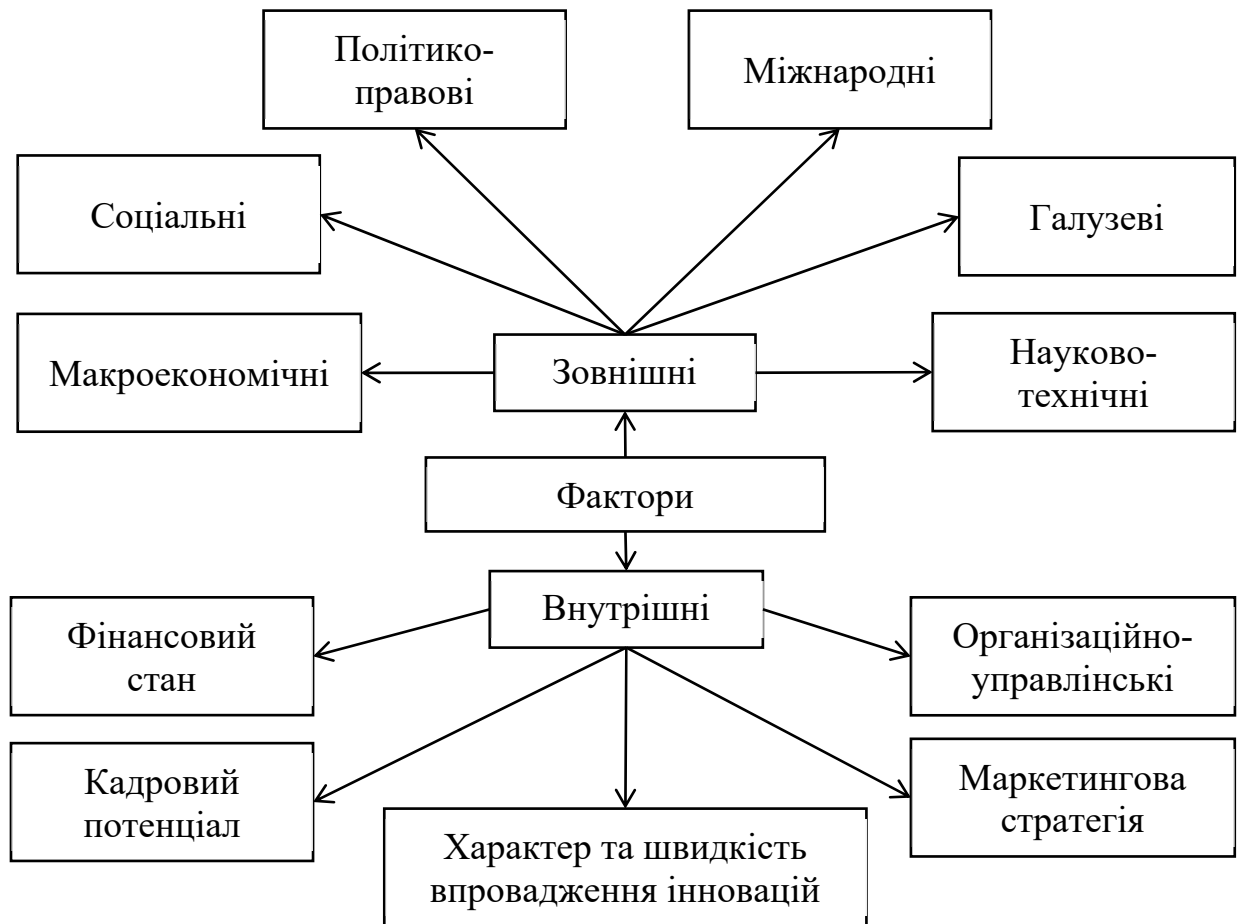 Політико-
правові
Міжнародні
Соціальні
Галузеві
Макроекономічні
Зовнішні
Науково-
технічні
Фактори
Внутрішні
Фінансовий
стан
Організаційно-
управлінські
Кадровий
потенціал
Маркетингова
стратегія
Характер та швидкість
впровадження інновацій